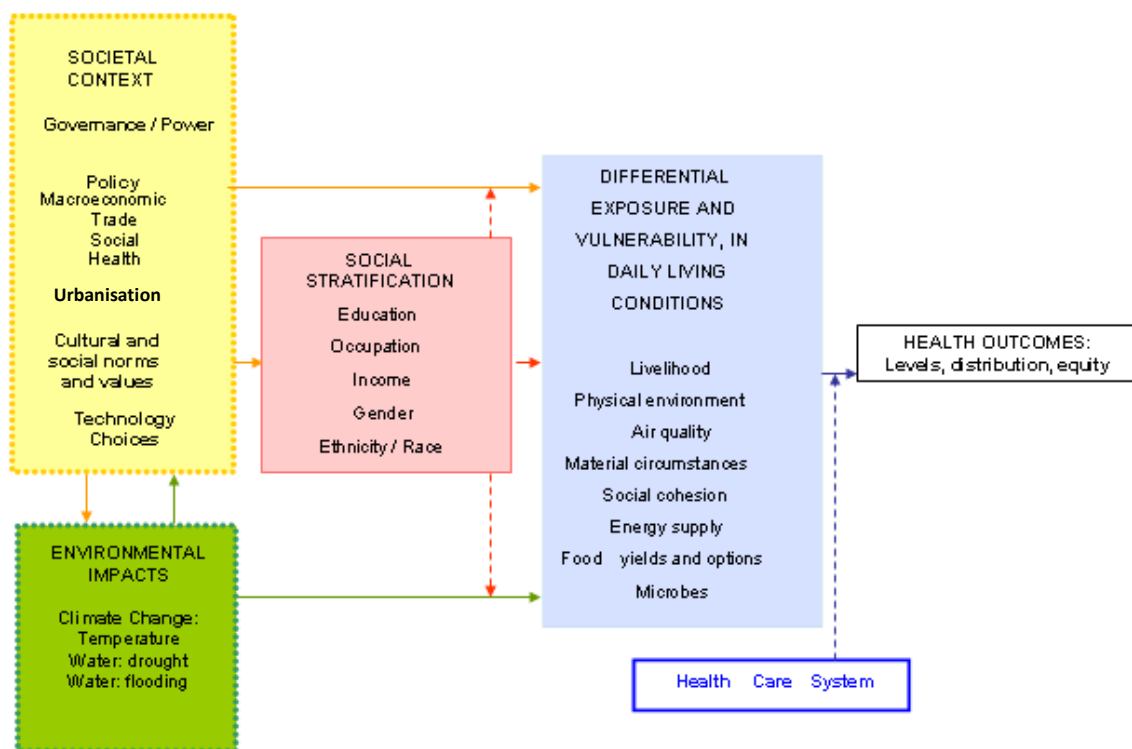 SOCIETAL
CONTEXT
Governance / Power
Policy
Macroeconomic
Trade
Social
Health
Urbanisation
Cultural and
social norms
and values
Technology
Choices
ENVIRONMENTAL
IMPACTS
Climate Change:
Temperature
Water: drought
Water: flooding
SOCIAL
STRATIFICATION
Education
Occupation
Income
Gender
Ethnicity / Race
DIFFERENTIAL
EXPOSURE AND
VULNERABILITY, IN
DAILY LIVING
CONDITIONS
Livelihood
Physical environment
Air quality
Material circumstances
Social cohesion
Energy supply
Food yields and options
Microbes
HEALTH OUTCOMES:
Levels, distribution, equity
Health Care System